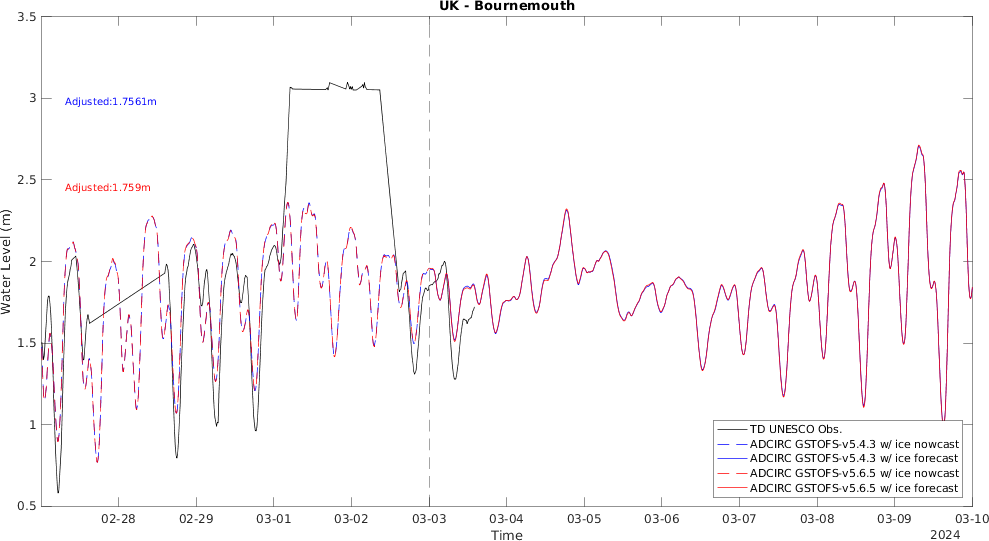 UK - Bournemouth
3.5
3
2.5
2
1.5
1
0.5
Water Level (m)
Adjusted:1.7561m
Adjusted:1.759m
TD UNESCO Obs.
ADCIRC GSTOFS-v5.4.3 w/ ice nowcast
ADCIRC GSTOFS-v5.4.3 w/ ice forecast
ADCIRC GSTOFS-v5.6.5 w/ ice nowcast
ADCIRC GSTOFS-v5.6.5 w/ ice forecast
02-28 02-29 03-01 03-02 03-03 03-04 03-05 03-06 03-07 03-08 03-09 03-10
Time
2024